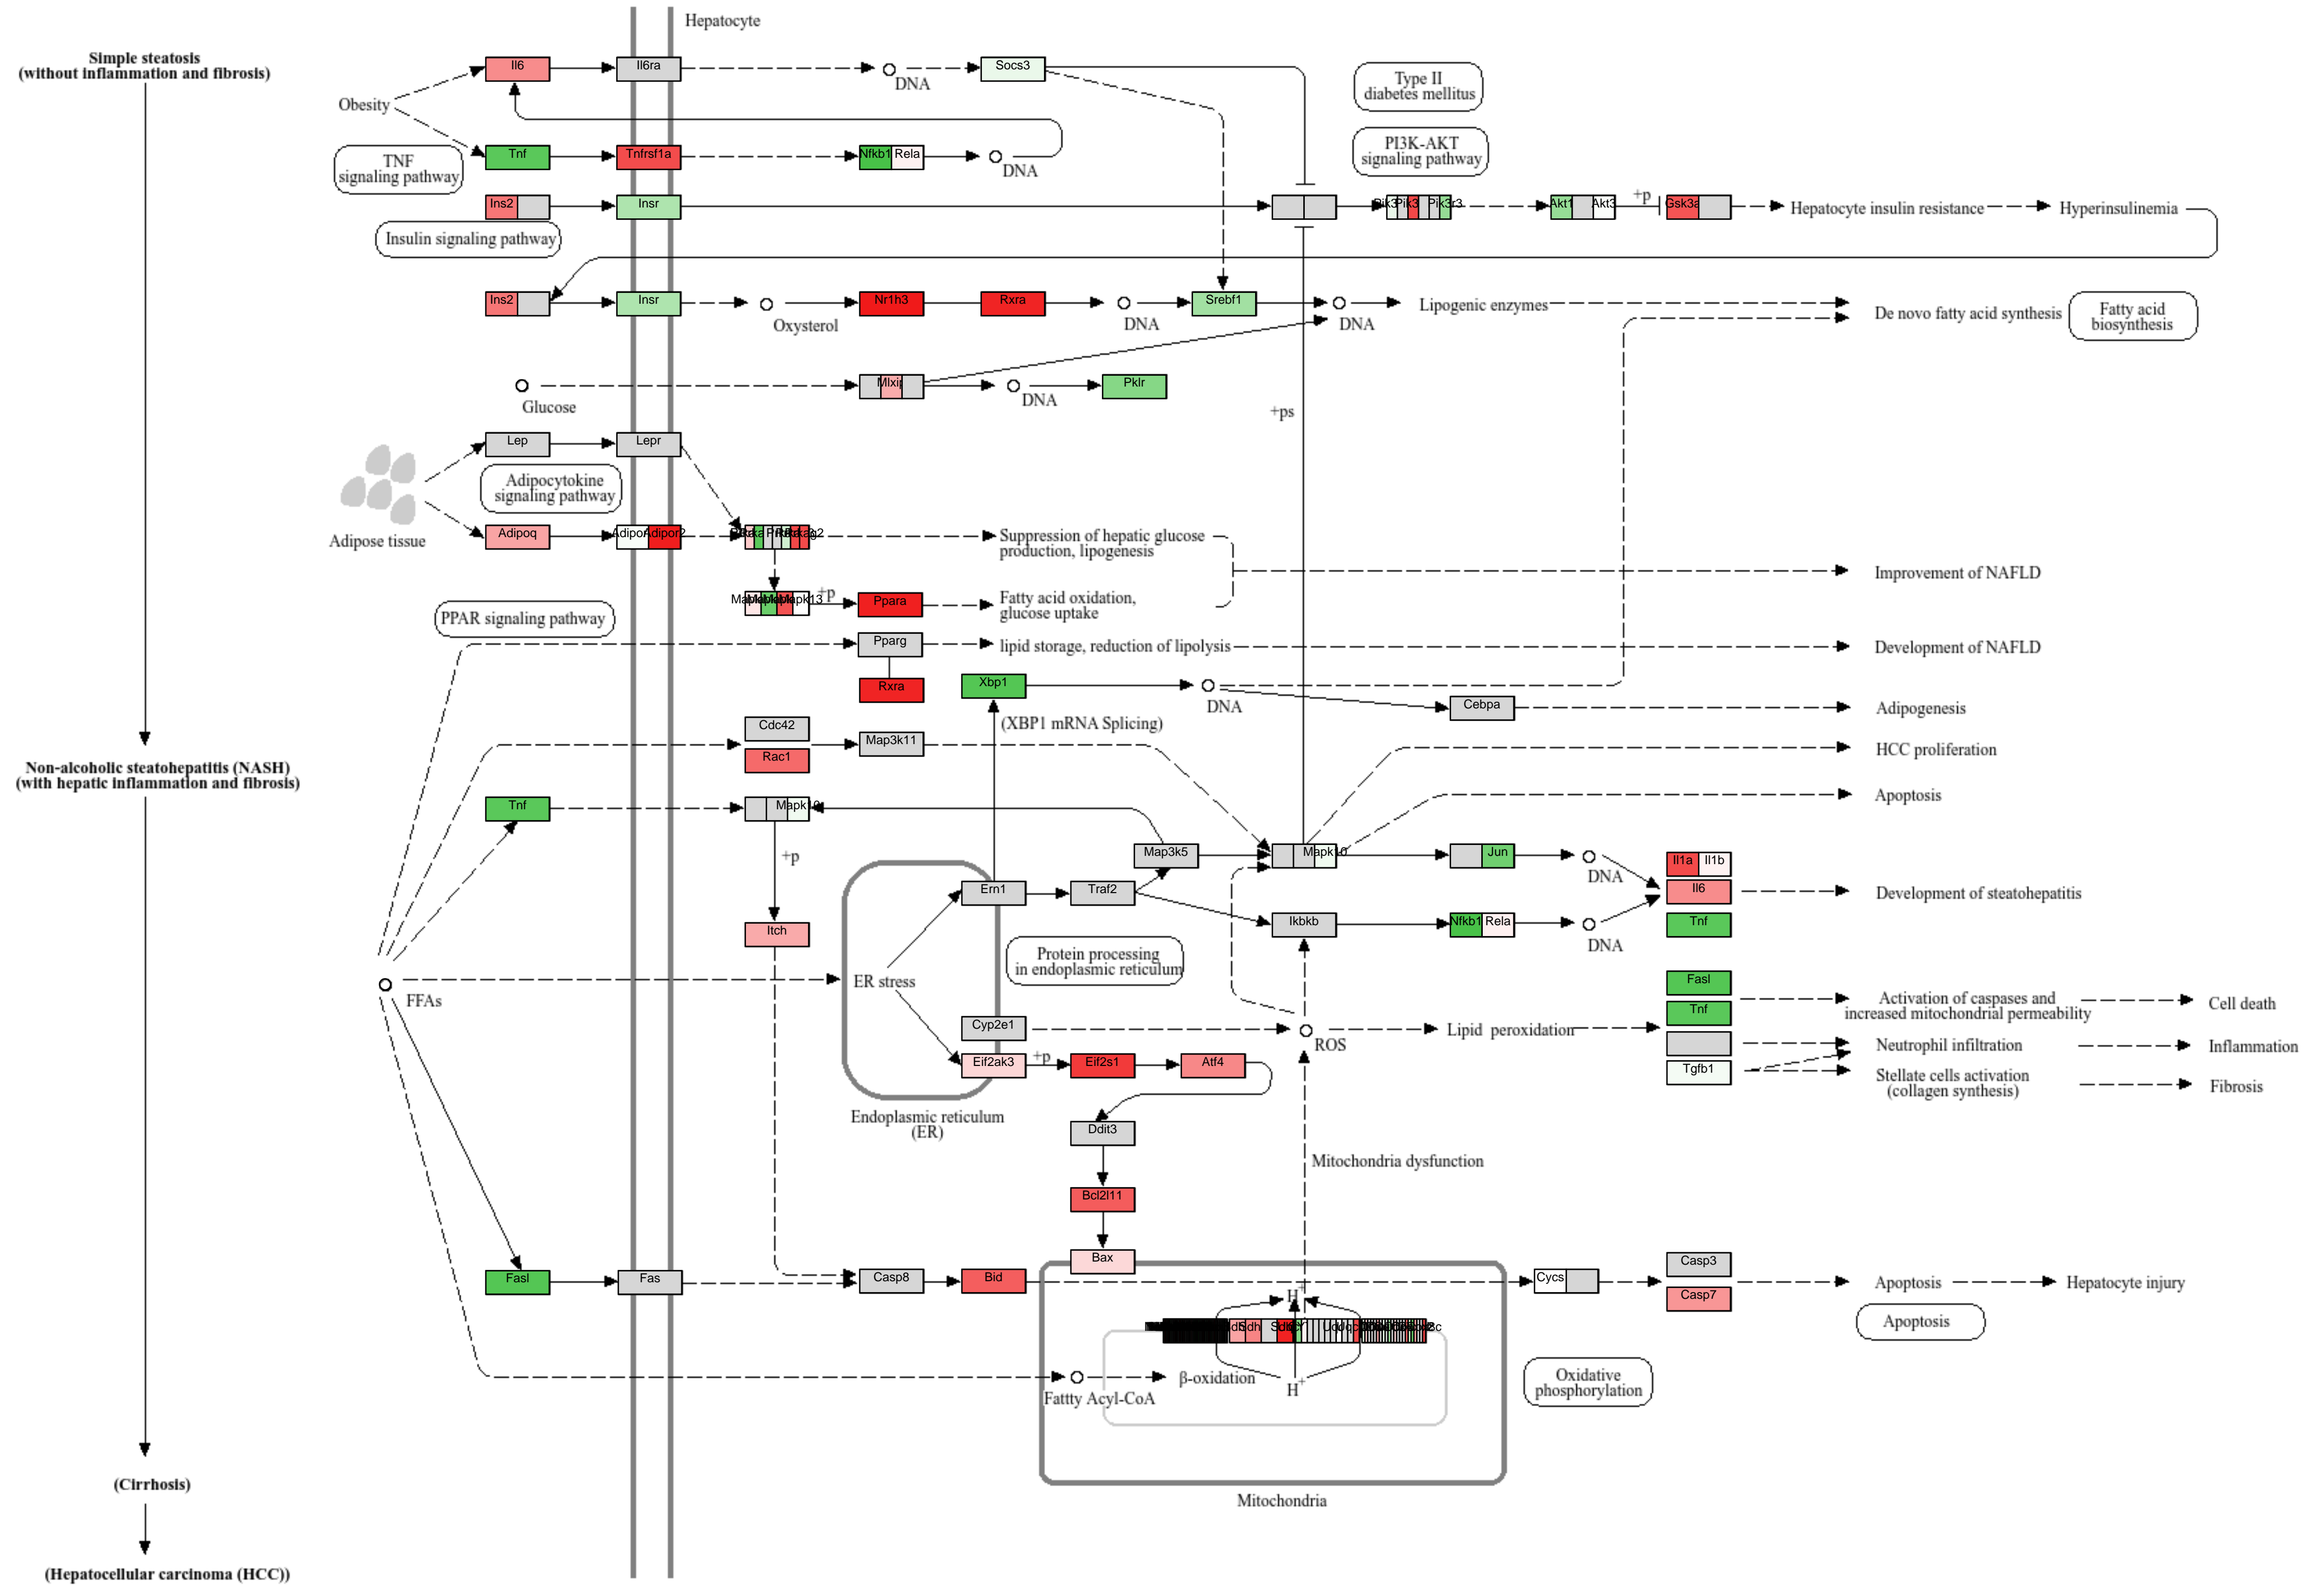 Hepatocyte
Simple steatosis
(without inflammation and fibrosis)
Il6
Il6ra
DNA
Socs3
Type II
diabetes mellitus
Obesity
TNF
signaling pathway
Tnf
Tnfrsf1a
Nfkb1
Rela
DNA
PI3K-AKT
signaling pathway
Ins2
Insr
Pik3r3
Akt1
Akt3
+p
Gsk3a
Hepatocyte insulin resistance
Hyperinsulinemia
Insulin signaling pathway
Ins2
Insr
Oxysterol
Nr1h3
Rxra
DNA
Srebf1
DNA
Lipogenic enzymes
De novo fatty acid synthesis
Fatty acid
biosynthesis
Glucose
DNA
Pklr
+ps
Lep
Lepr
Adipocytokine
signaling pathway
Adipose tissue
Adipoq
Adipor2
Suppression of hepatic glucose
production, lipogenesis
Improvement of NAFLD
Mapk13
+p
Ppara
Fatty acid oxidation,
glucose uptake
PPAR signaling pathway
Pparg
lipid storage, reduction of lipolysis
Development of NAFLD
Rxra
Xbp1
(XBP1 mRNA Splicing)
DNA
Cebpa
Adipogenesis
Cdc42
Rac1
Map3k11
HCC proliferation
Non-alcoholic steatohepatitis (NASH)
(with hepatic inflammation and fibrosis)
Apoptosis
Tnf
Mapk10
+p
Map3k5
Mapk10
Jun
DNA
Il1a
Il1b
Il6
Tnf
Development of steatohepatitis
Ern1
Traf2
Ikbkb
Nfkb1
Rela
DNA
Itch
Protein processing
in endoplasmic reticulum
ER stress
FFAs
Fasl
Tnf
Activation of caspases and
increased mitochondrial permeability
Cell death
Cyp2e1
ROS
Lipid peroxidation
Neutrophil infiltration
Inflammation
Eif2ak3
+p
Eif2s1
Atf4
Tgfb1
Stellate cells activation
(collagen synthesis)
Fibrosis
Endoplasmic reticulum
(ER)
Ddit3
Mitochondria dysfunction
Bcl2l11
Bax
Fasl
Fas
Casp8
Bid
Cycs
Casp3
Casp7
Apoptosis
Hepatocyte injury
Apoptosis
H+
β-oxidation
H+
Fattty Acyl-CoA
Oxidative
phosphorylation
Mitochondria
(Cirrhosis)
(Hepatocellular carcinoma (HCC))